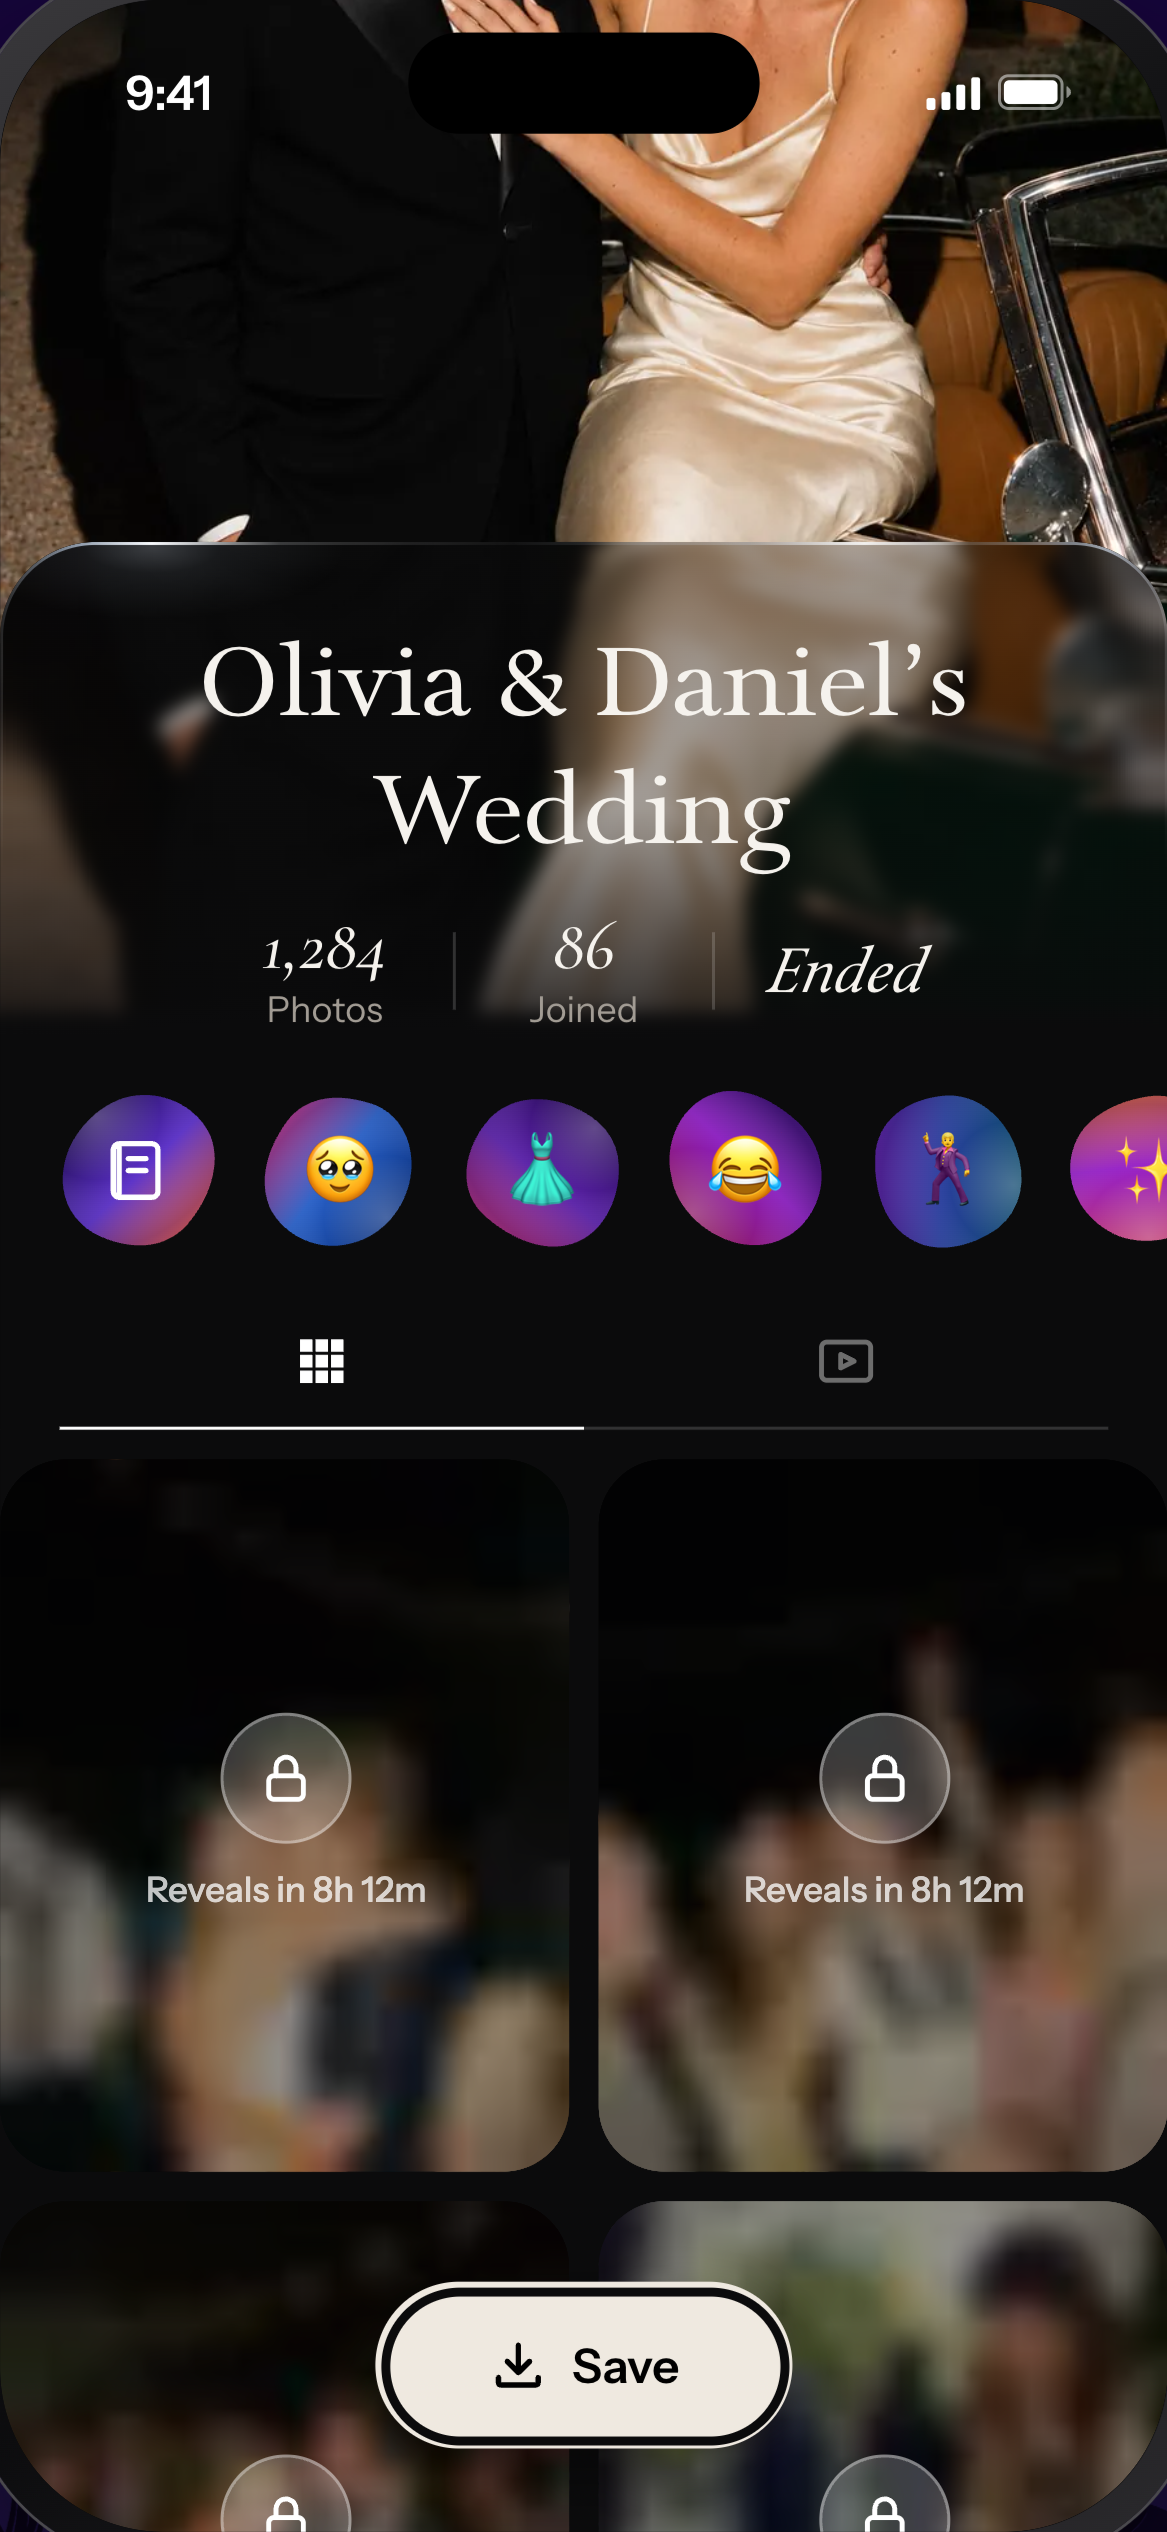 9:41
Olivia & Daniel’s
Wedding
1,284
Photos
86
Joined
Ended
Reveals in 8h 12m
Reveals in 8h 12m
Save